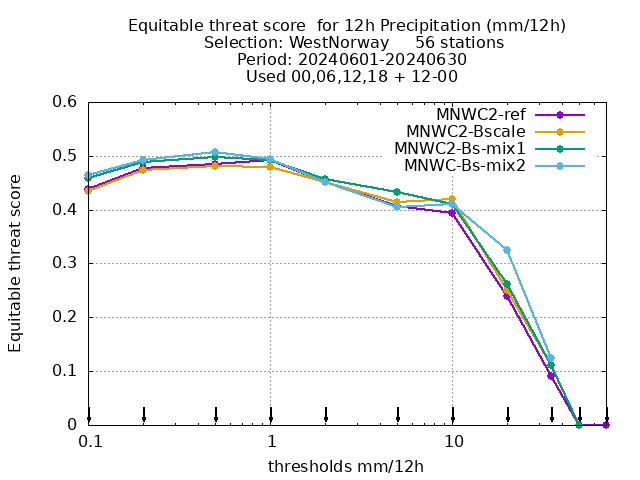 Equitable threat score  for 12h Precipitation (mm/12h)
Selection: WestNorway     56 stations
Period: 20240601-20240630
Used 00,06,12,18 + 12-00
MNWC2-ref
MNWC2-Bscale
MNWC2-Bs-mix1
MNWC-Bs-mix2
Equitable threat score
0.6
0.5
0.4
0.3
0.2
0.1
0
0.1 1 10
thresholds mm/12h